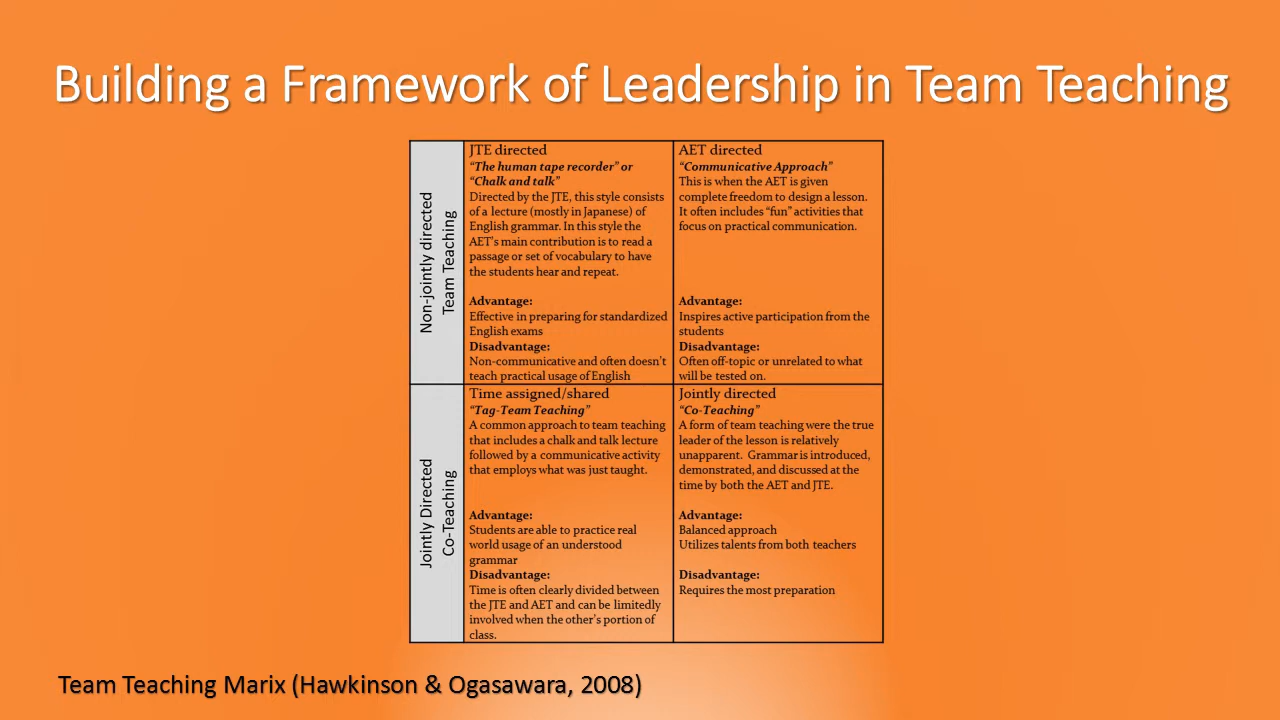 Building a Framework of Leadership in Team Teaching
Non-jointly directed
Team Teaching
JTE directed
“The human tape recorder” or
“Chalk and talk”
Directed by the JTE, this style consists
of a lecture (mostly in Japanese) of
English grammar. In this style the
AET’s main contribution is to read a
passage or set of vocabulary to have
the students hear and repeat.
Advantage:
Effective in preparing for standardized
English exams
Disadvantage:
Non-communicative and often doesn’t
teach practical usage of English
AET directed
“Communicative Approach”
This is when the AET is given
complete freedom to design a lesson.
It often includes “fun” activities that
focus on practical communication.
Advantage:
Inspires active participation from the
students
Disadvantage:
Often off-topic or unrelated to what
will be tested on.
Jointly Directed
Co-Teaching
Time assigned/shared
“Tag-Team Teaching”
A common approach to team teaching
that includes a chalk and talk lecture
followed by a communicative activity
that employs what was just taught.
Advantage:
Students are able to practice real
world usage of an understood
grammar
Disadvantage:
Time is often clearly divided between
the JTE and AET and can be limitedly
involved when the other’s portion of
class.
Jointly directed
“Co-Teaching”
A form of team teaching were the true
leader of the lesson is relatively
unapparent. Grammar is introduced,
demonstrated, and discussed at the
time by both the AET and JTE.
Advantage:
Balanced approach
Utilizes talents from both teachers
Disadvantage:
Requires the most preparation
Team Teaching Marix (Hawkinson & Ogasawara, 2008)